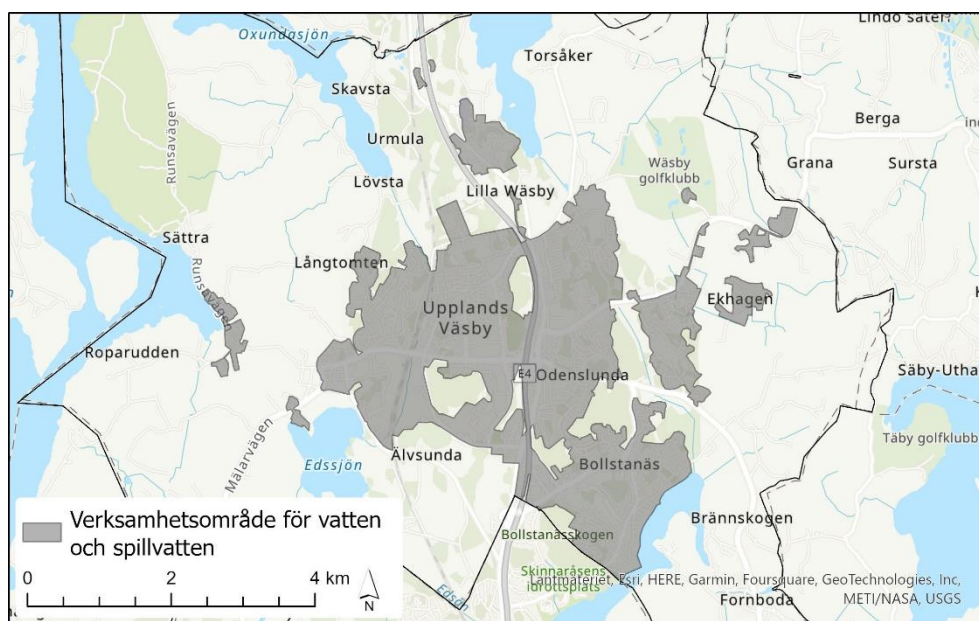 Oxundasjön
Lindö säteri
Torsåker
Skavsta
Runsavägen
Berga
Urmula
Grana
Sursta
Wäsby
golfklubb
Lövsta
Lilla Wäsby
Sättra
Långtomten
Runsavägen
Upplands
Väsby
Ekhagen
Roparudden
E4
Odenslunda
Säby-Utha
Täby golfklubb
Mälarvägen
Edssjön
Älvsunda
Bollstanäs
Verksamhetsområde för vatten
och spillvatten
Bollstanässkogen
Brännskogen
0 2 4 km
N
Skinnaråsens
idrottsplats
Edsån
Fornboda
Lantmäteriet, Esri, HERE, Garmin, Foursquare, GeoTechnologies, Inc,
METI/NASA, USGS